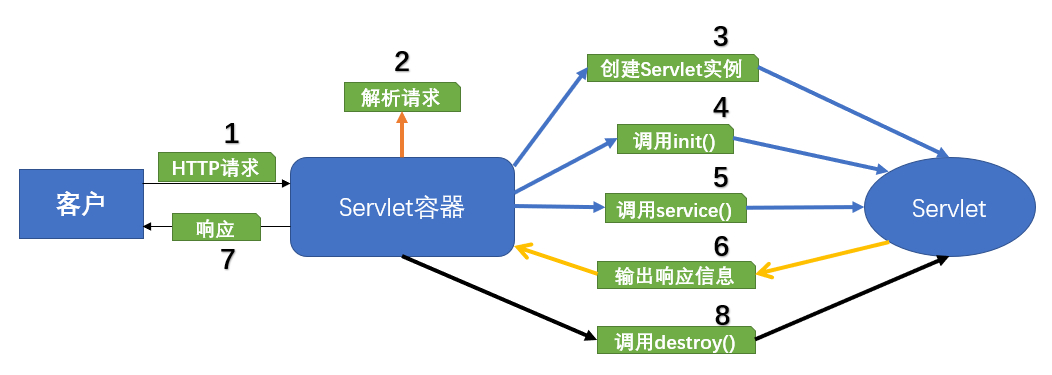 3
创建Servlet实例
2
解析请求
4
调用init()
1
HTTP请求
5
调用service()
客户
Servlet容器
Servlet
响应
7
6
输出响应信息
8
调用destroy()